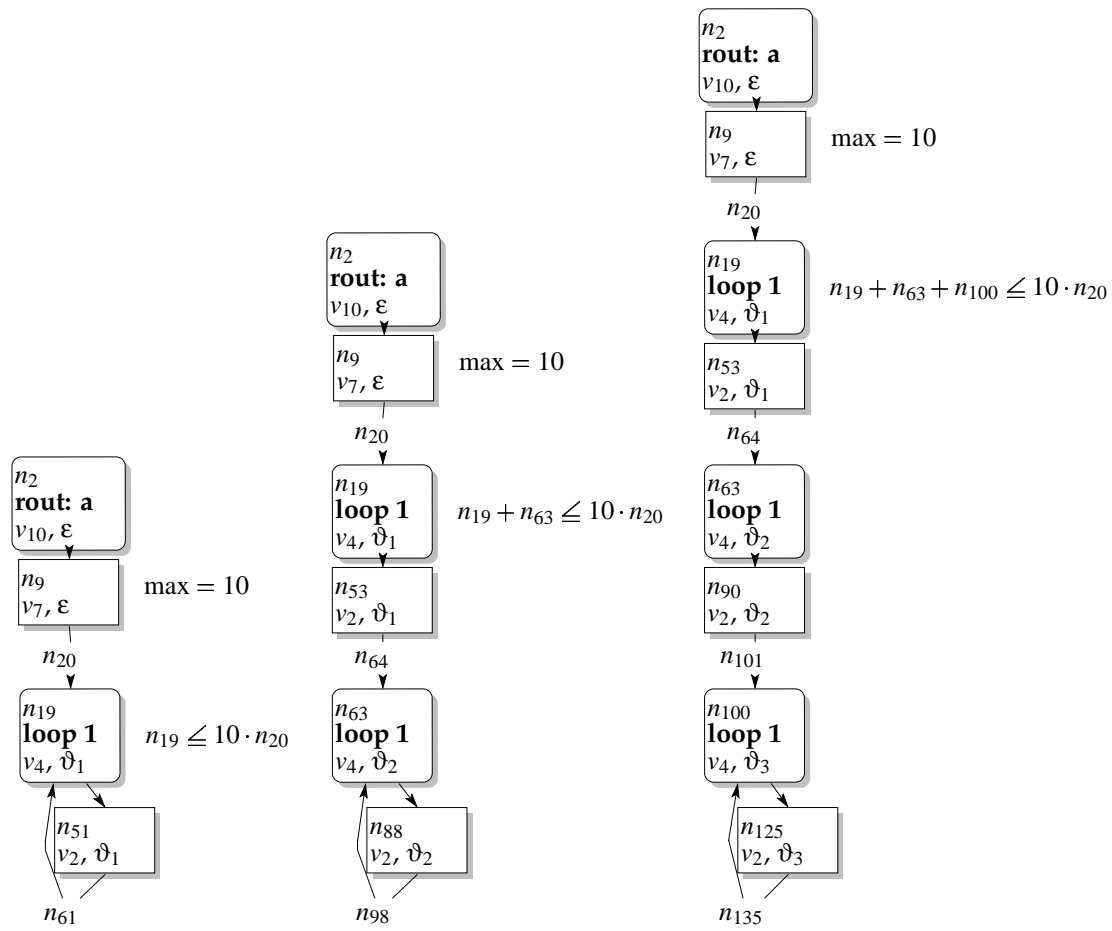 n2
rout: a
v10, ε
n9
v7, ε
max = 10
n20
n19
loop 1
v4, ϑ1
n19 ≦ 10 · n20
n51
v2, ϑ1
n61
n2
rout: a
v10, ε
n9
v7, ε
max = 10
n20
n19
loop 1
v4, ϑ1
n19 + n63 ≦ 10 · n20
n53
v2, ϑ1
n64
n63
loop 1
v4, ϑ2
n88
v2, ϑ2
n98
n2
rout: a
v10, ε
n9
v7, ε
max = 10
n20
n19
loop 1
v4, ϑ1
n19 + n63 + n100 ≦ 10 · n20
n53
v2, ϑ1
n64
n63
loop 1
v4, ϑ2
n90
v2, ϑ2
n101
n100
loop 1
v4, ϑ3
n125
v2, ϑ3
n135